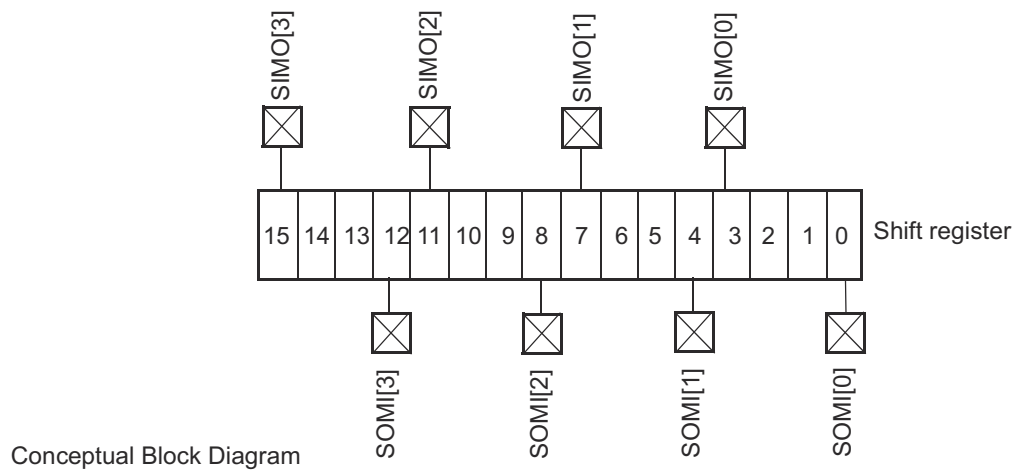 SIMO[3]
SIMO[2]
SIMO[1]
SIMO[0]
15 14 13 12 11 10 9 8 7 6 5 4 3 2 1 0
Shift register
SOMI[3]
SOMI[2]
SOMI[1]
SOMI[0]
Conceptual Block Diagram